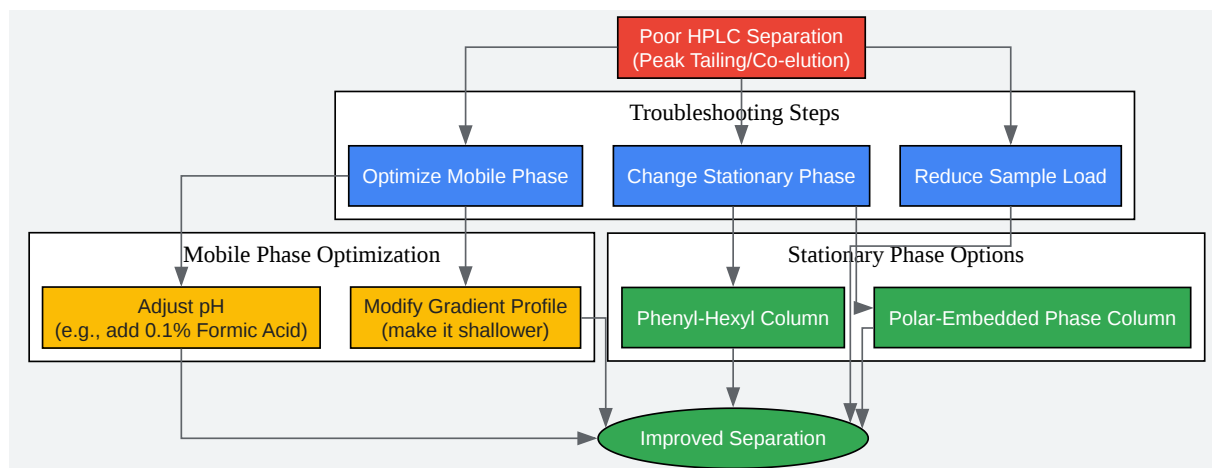 Poor HPLC Separation
(Peak Tailing/Co-elution)
Troubleshooting Steps
Optimize Mobile Phase
Change Stationary Phase
Reduce Sample Load
Mobile Phase Optimization
Stationary Phase Options
Adjust pH
(e.g., add 0.1% Formic Acid)
Modify Gradient Profile
(make it shallower)
Phenyl-Hexyl Column
Polar-Embedded Phase Column
Improved Separation